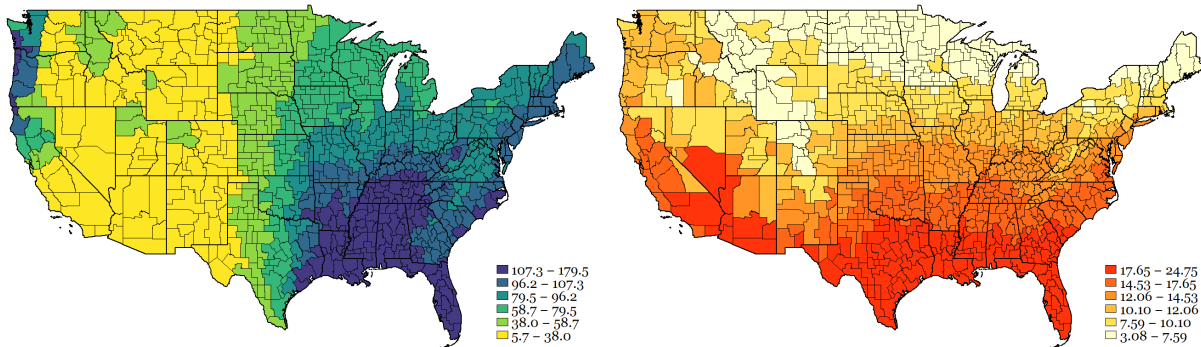 107.3 – 179.5
96.2 – 107.3
79.5 – 96.2
58.7 – 79.5
38.0 – 58.7
5.7 – 38.0
17.65 – 24.75
14.53 – 17.65
12.06 – 14.53
10.10 – 12.06
7.59 – 10.10
3.08 – 7.59